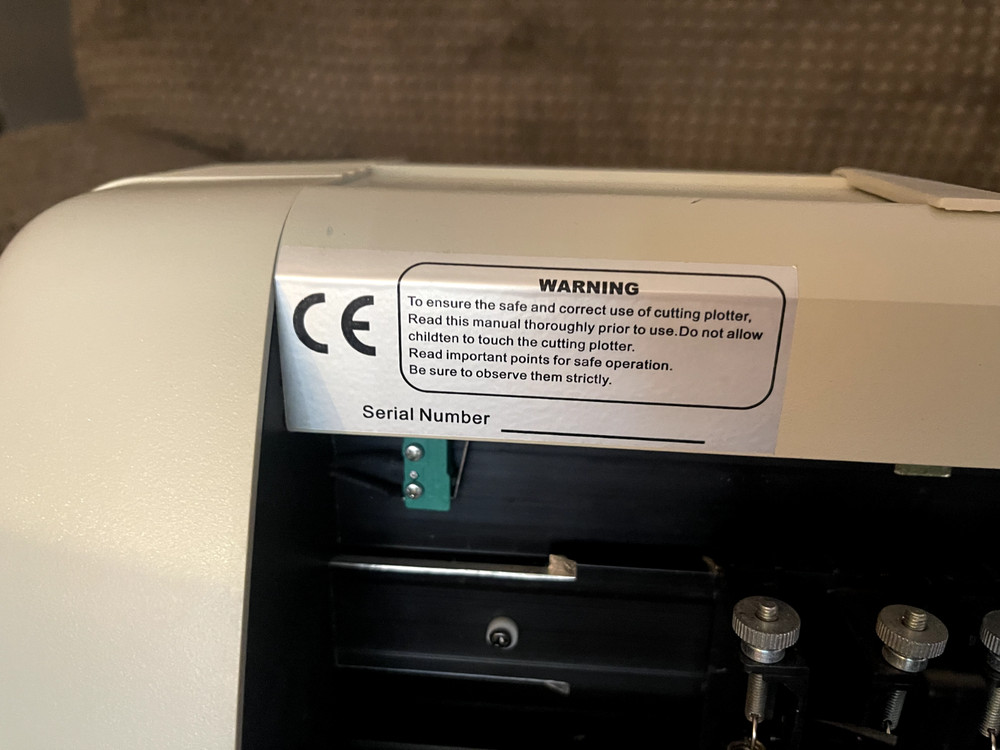 CE
WARNING
To ensure the safe and correct use of cutting plotter,
Read this manual thoroughly prior to use.Do not allow
childten to touch the cutting plotter.
Read important points for safe operation.
Be sure to observe them strictly.
Serial Number